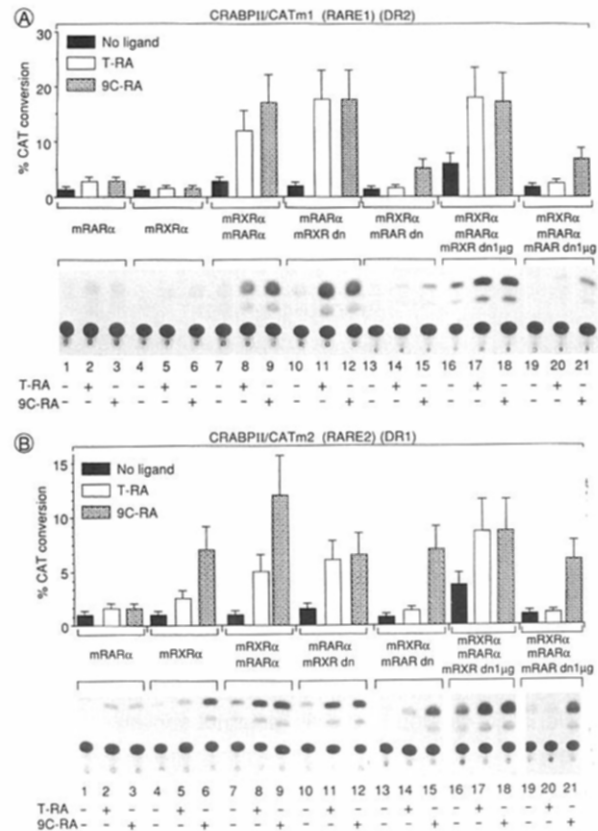 A
CRABPII/CATm1 (RARE1) (DR2)
30
20
10
0
% CAT conversion
No ligand
T-RA
9C-RA
mRARα
mRXRα
mRXRα
mRARα
mRARα
mRXR dn
mRXRα
mRAR dn
mRXRα
mRARα
mRXR dn1µg
mRXRα
mRARα
mRAR dn1µg
1 2 3 4 5 6 7 8 9 10 11 12 13 14 15 16 17 18 19 20 21
T-RA - + - - + - - + - - + - - + - - + - - + -
9C-RA - - + - - + - - + - - + - - + - - + - - +
B
CRABPII/CATm2 (RARE2) (DR1)
15
10
5
0
% CAT conversion
No ligand
T-RA
9C-RA
mRARα
mRXRα
mRXRα
mRARα
mRARα
mRXR dn
mRXRα
mRAR dn
mRXRα
mRARα
mRXR dn1µg
mRXRα
mRARα
mRAR dn1µg
1 2 3 4 5 6 7 8 9 10 11 12 13 14 15 16 17 18 19 20 21
T-RA - + - - + - - + - - + - - + - - + - - + -
9C-RA - - + - - + - - + - - + - - + - - + - - +